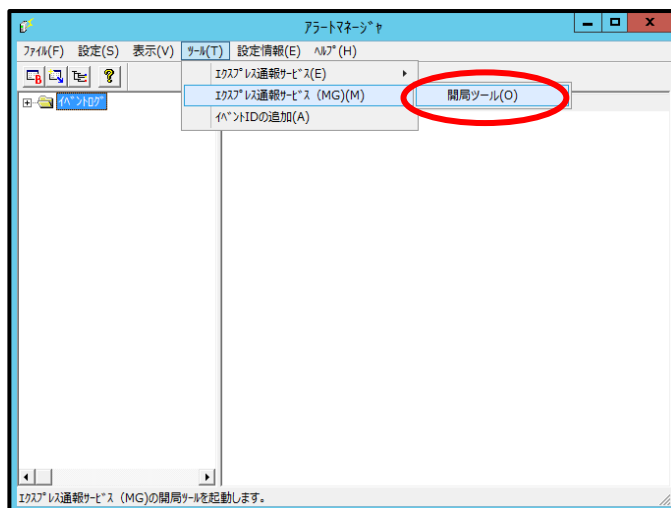 アラートマネージャ
ファイル(F) 設定(S) 表示(V) ツール(T) 設定情報(E) ヘルプ(H)
エクスプレス通報サービス(E)
エクスプレス通報サービス（MG)(M) 開局ツール(O)
イベントログ
イベントIDの追加(A)
エクスプレス通報サービス（MG)の開局ツールを起動します。